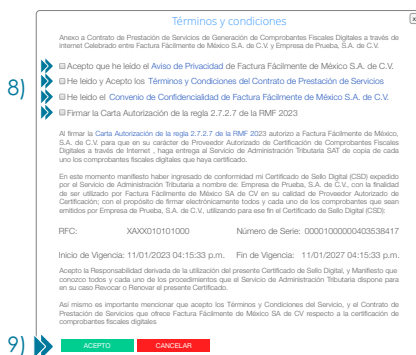 Términos y condiciones
x
Anexo a Contrato de Prestación de Servicios de Generación de Comprobantes Fiscales Digitales a través de
internet Celebrado entre Factura Fácilmente de México S.A. de C.V. y Empresa de Prueba, S.A. de C.V.
Acepto que he leído el Aviso de Privacidad de Factura Fácilmente de México S.A. de C.V.
8)
He leido y Acepto los Términos y Condiciones del Contrato de Prestación de Servicios
He leído el Convenio de Confidencialidad de Factura Fácilmente de México S.A. de C.V.
Firmar la Carta Autorización de la regla 2.7.2.7 de la RMF 2023
Al firmar la Carta Autorización de la regla 2.7.2.7 de la RMF 2023 autorizo a Factura Fácilmente de México,
S.A. de C.V. para que en su carácter de Proveedor Autorizado de Certificación de Comprobantes Fiscales
Digitales a través de Internet , haga entrega al Servicio de Administración Tributaria SAT de copia de cada
uno los comprobantes fiscales digitales que haya certificado.
En este momento manifiesto haber ingresado de conformidad mi Certificado de Sello Digital (CSD) expedido
por el Servicio de Administración Tributaria a nombre de: Empresa de Prueba, S.A. de C.V., con la finalidad
de ser utilizado por Factura Fácilmente de México SA de CV en su calidad de Proveedor Autorizado de
Certificación; con el propósito de firmar electrónicamente todos y cada uno de los comprobantes que sean
emitidos por Empresa de Prueba, S.A. de C.V., utilizando para ese fin el Certificado de Sello Digital (CSD):
RFC: XAXX010101000 Número de Serie: 00001000000403538417
Inicio de Vigencia: 11/01/2023 04:15:33 p.m. Fin de Vigencia: 11/01/2027 04:15:33 p.m.
Acepto la Responsabilidad derivada de la utilización del presente Certificado de Sello Digital, y Manifiesto que
conozco todos y cada uno de los procedimientos que el Servicio de Administración Tributaria dispone para
en su caso Revocar o Renovar el presente Certificado.
Así mismo es importante mencionar que acepto los Términos y Condiciones del Servicio, y el Contrato de
Prestación de Servicios que ofrece Factura Fácilmente de México SA de CV respecto a la certificación de
comprobantes fiscales digitales
9) ACEPTO CANCELAR